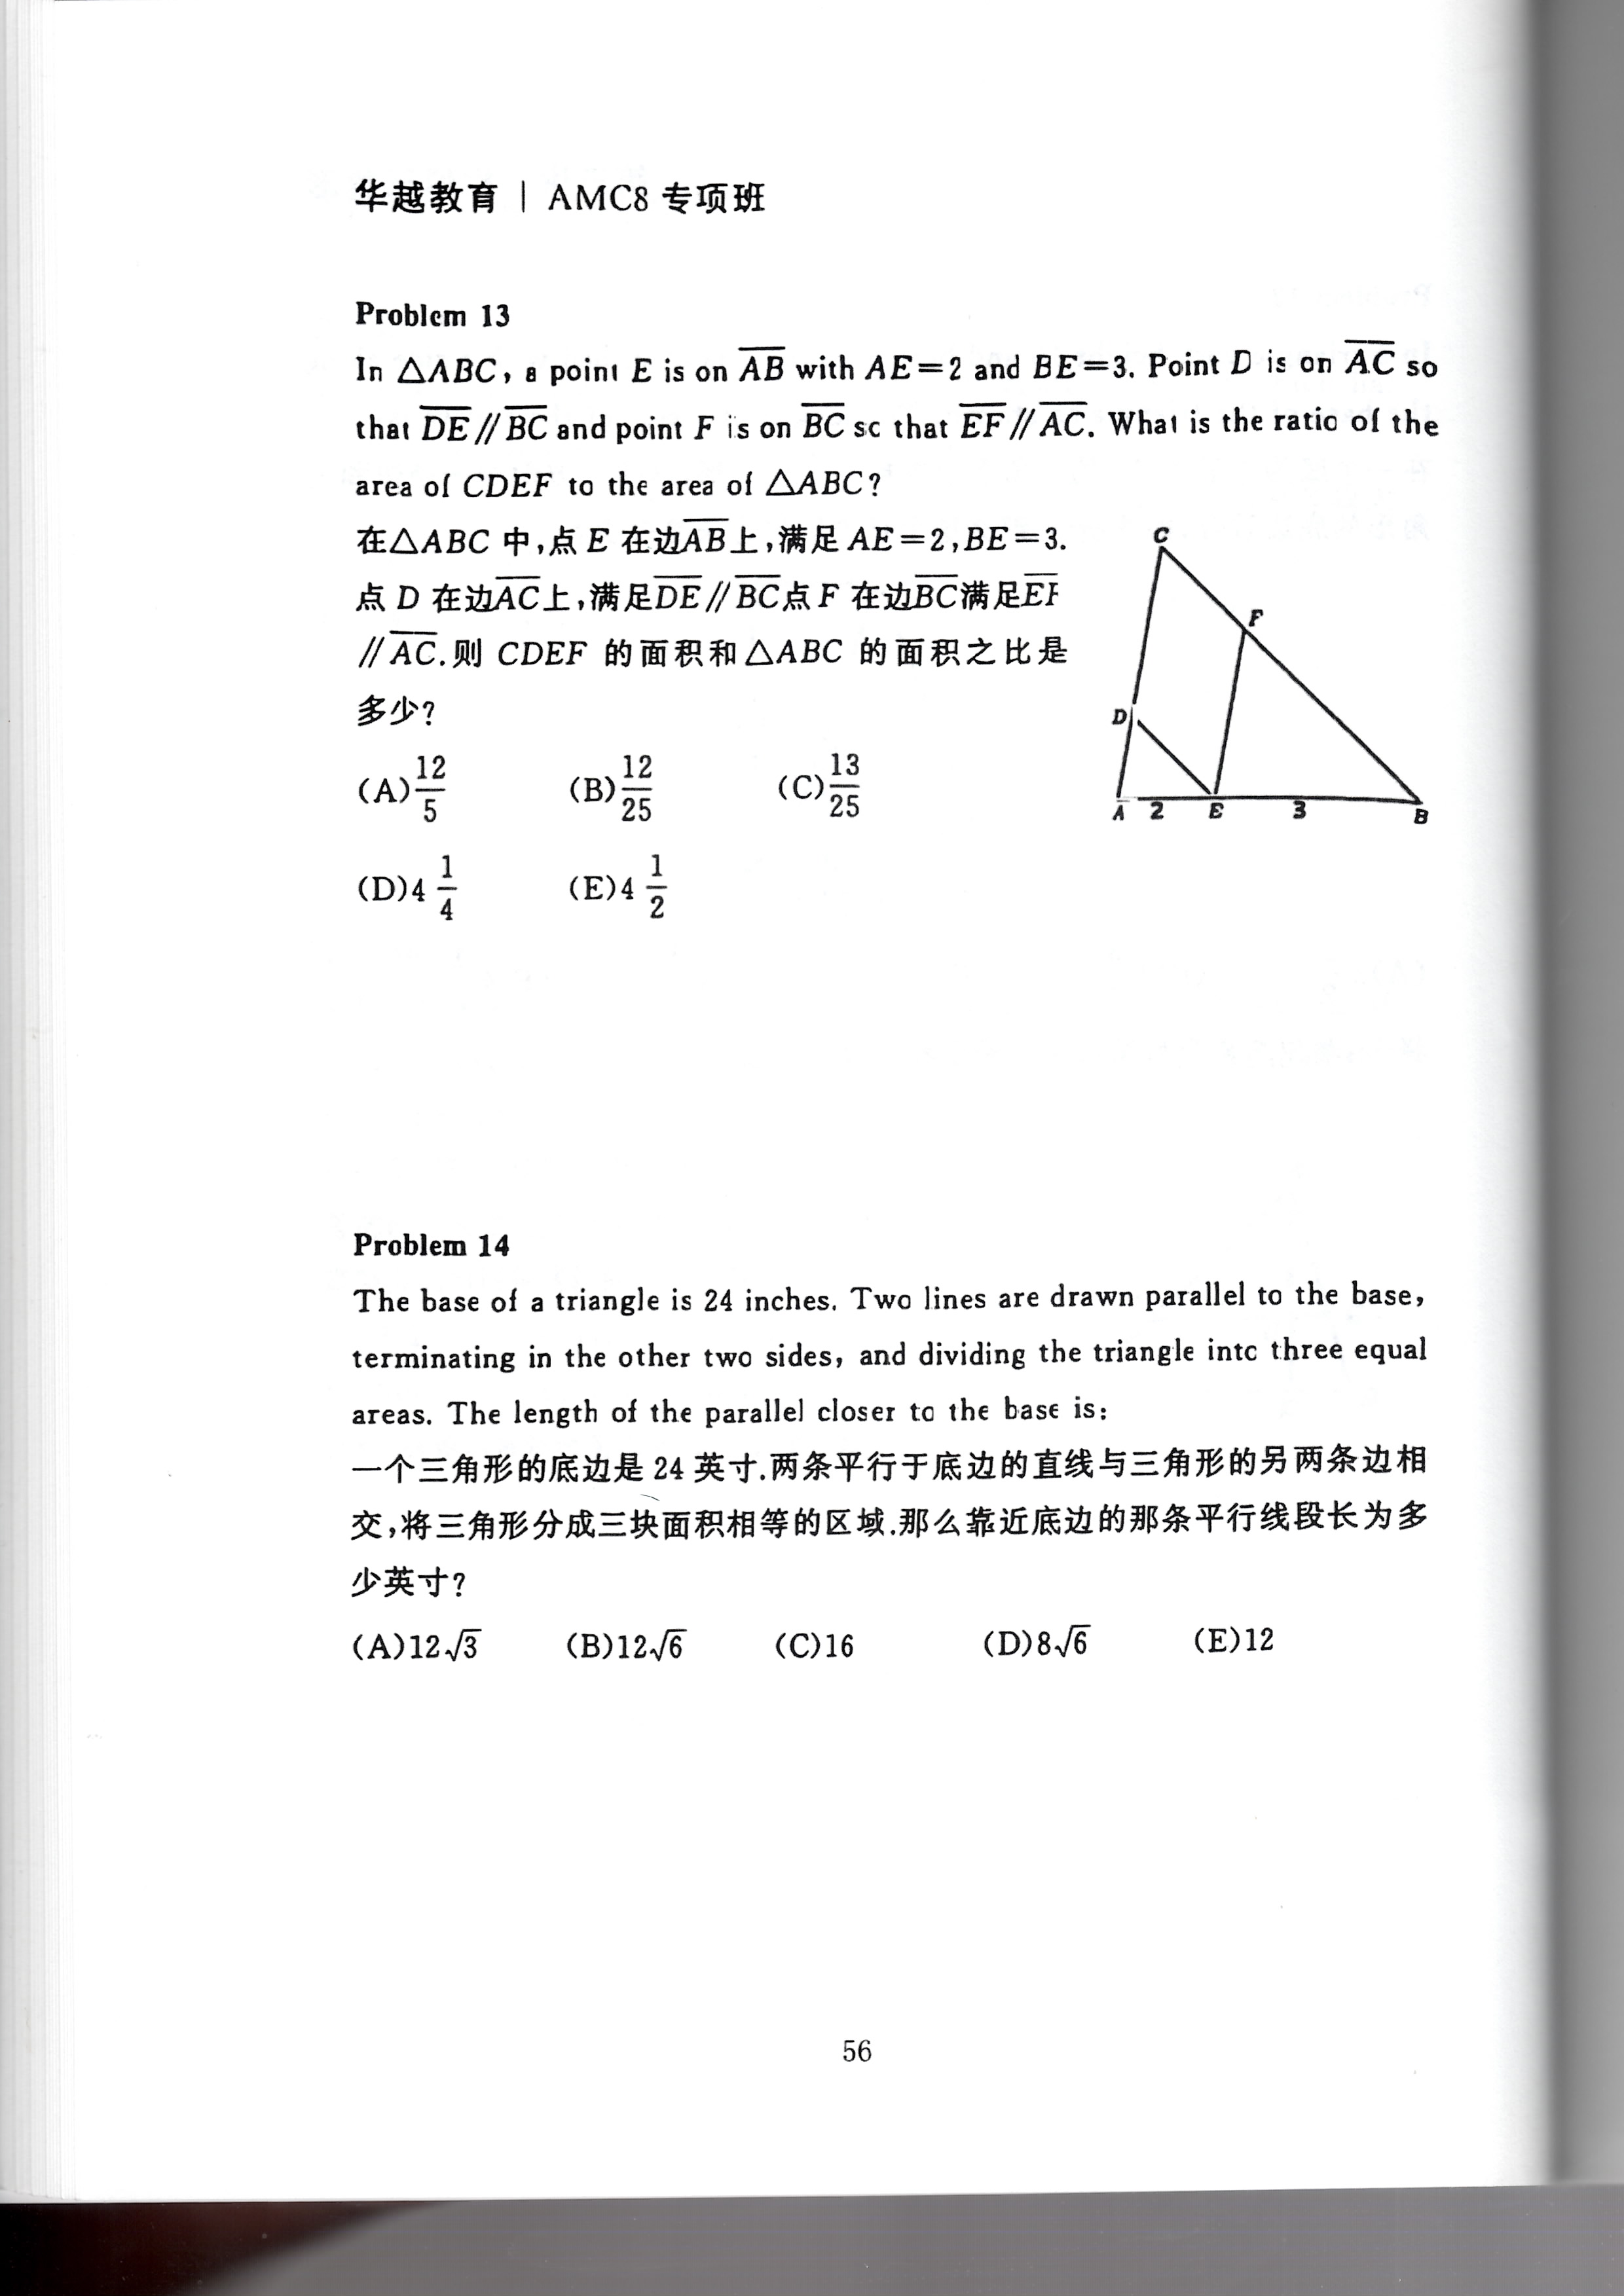 华越教育 | AMC8 专项班
Problem 13
In △ABC, a point E is on \overline{AB} with AE=2 and BE=3. Point D is on \overline{AC} so
that \overline{DE}∥\overline{BC} and point F is on \overline{BC} so that \overline{EF}∥\overline{AC}. What is the ratio of the
area of CDEF to the area of △ABC?
在△ABC 中,点 E 在边\overline{AB}上,满足 AE=2,BE=3.
点 D 在边\overline{AC}上,满足\overline{DE}∥\overline{BC}点 F 在边\overline{BC}满足\overline{EF}
∥\overline{AC}.则 CDEF 的面积和△ABC 的面积之比是
多少?
(A)\frac{12}{5} (B)\frac{12}{25} (C)\frac{13}{25}
(D)4\frac{1}{4} (E)4\frac{1}{2}
C
F
D
A 2 E 3 B
Problem 14
The base of a triangle is 24 inches. Two lines are drawn parallel to the base,
terminating in the other two sides, and dividing the triangle into three equal
areas. The length of the parallel closer to the base is:
一个三角形的底边是 24 英寸.两条平行于底边的直线与三角形的另两条边相
交,将三角形分成三块面积相等的区域.那么靠近底边的那条平行线段长为多
少英寸?
(A)12√3 (B)12√6 (C)16 (D)8√6 (E)12
56